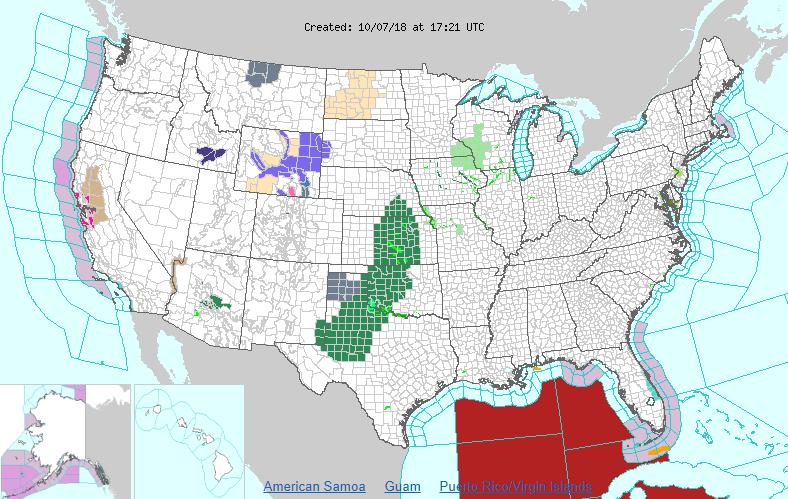 Created: 10/07/18 at 17:21 UTC
American Samoa Guam Puerto Rico/Virgin Islands